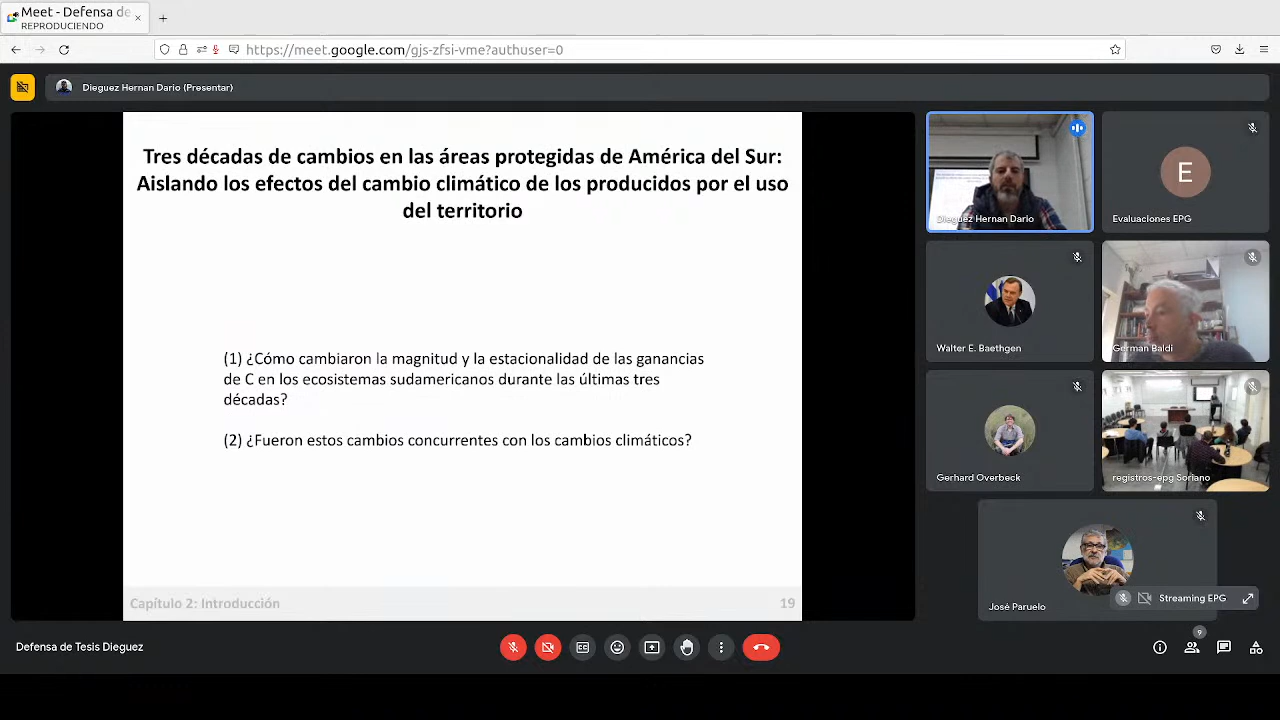 Meet - Defensa de
REPRODUCIENDO
https://meet.google.com/gjs-zfsi-vme?authuser=0
Dieguez Hernan Dario (Presentar)
Tres décadas de cambios en las áreas protegidas de América del Sur:
Aislando los efectos del cambio climático de los producidos por el uso
del territorio
(1) ¿Cómo cambiaron la magnitud y la estacionalidad de las ganancias
de C en los ecosistemas sudamericanos durante las últimas tres
décadas?
(2) ¿Fueron estos cambios concurrentes con los cambios climáticos?
Capítulo 2: Introducción
19
Dieguez Hernan Dario
E
Evaluaciones EPG
Walter E. Baethgen
German Baldi
Gerhard Overbeck
registros-epg Soriano
José Paruelo
Streaming EPG
Defensa de Tesis Dieguez
9